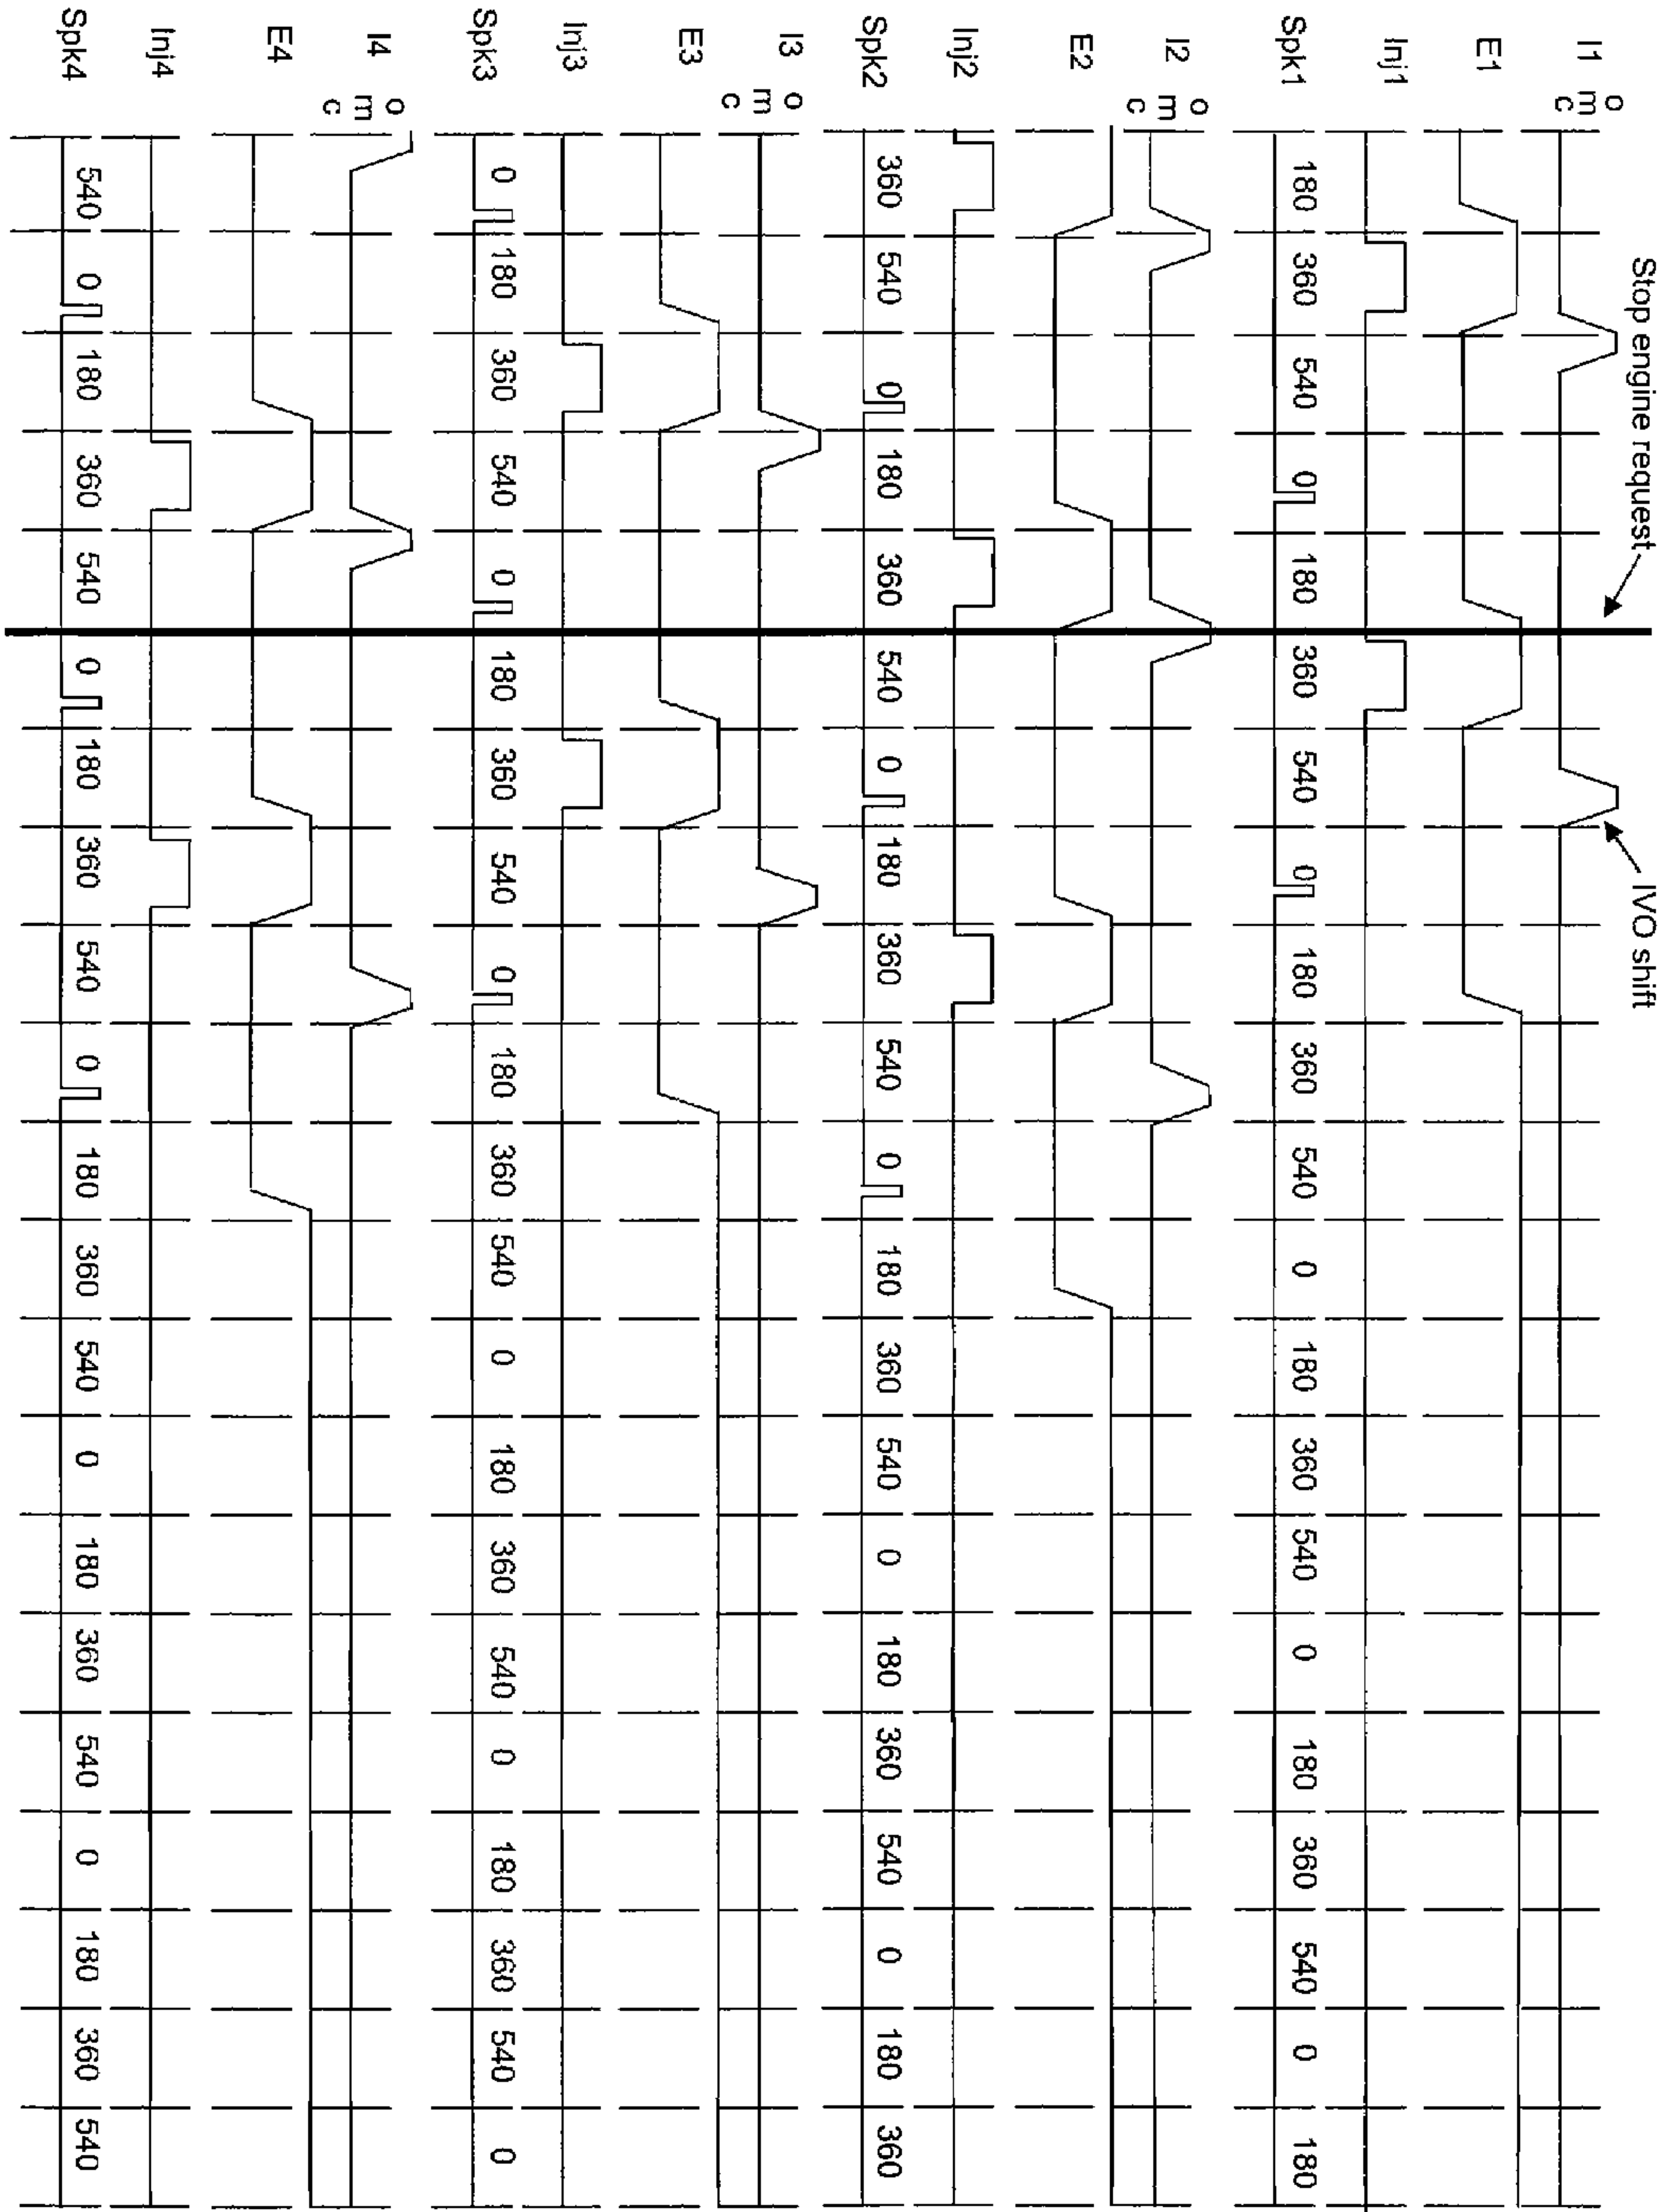 Stop engine request
IVO shift
o
I1 m
c
E1
Inj1
180 360 540 0 180 360 540 0 180 360 540 0 180 360 540 0 180 360 540 0 180
Spk1
o
I2 m
c
E2
Inj2
360 540 0 180 360 540 0 180 360 540 0 180 360 540 0 180 360 540 0 180 360
Spk2
o
I3 m
c
E3
Inj3
0 180 360 540 0 180 360 540 0 180 360 540 0 180 360 540 0 180 360 540 0
Spk3
o
I4 m
c
E4
Inj4
540 0 180 360 540 0 180 360 540 0 180 360 540 0 180 360 540 0 180 360 540
Spk4